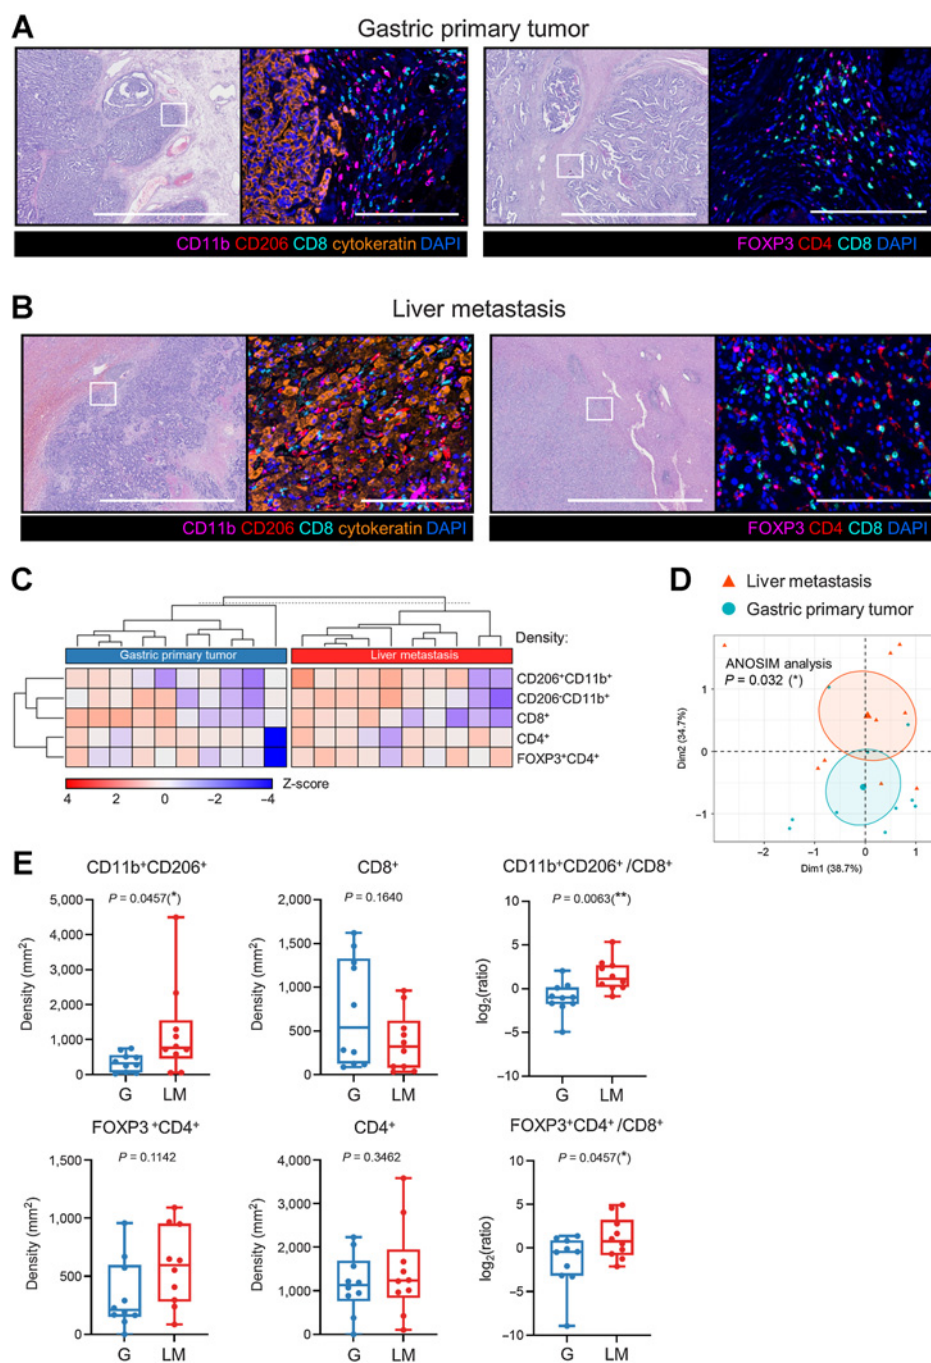 A
Gastric primary tumor
CD11b CD206 CD8 cytokeratin DAPI
FOXP3 CD4 CD8 DAPI
B
Liver metastasis
CD11b CD206 CD8 cytokeratin DAPI
FOXP3 CD4 CD8 DAPI
C
Density:
Gastric primary tumor
Liver metastasis
CD206⁺CD11b⁺
CD206⁻CD11b⁺
CD8⁺
CD4⁺
FOXP3⁺CD4⁺
Z-score
4 2 0 −2 −4
D
Liver metastasis
Gastric primary tumor
ANOSIM analysis
P = 0.032 (*)
Dim2 (34.7%)
1
0
−1
−2 −1 0 1
Dim1 (38.7%)
E
CD11b⁺CD206⁺
P = 0.0457(*)
Density (mm²)
5,000
4,000
3,000
2,000
1,000
0
G LM
CD8⁺
P = 0.1640
Density (mm²)
2,000
1,500
1,000
500
0
G LM
CD11b⁺CD206⁺/CD8⁺
P = 0.0063(**)
log₂(ratio)
10
5
0
−5
−10
G LM
FOXP3⁺CD4⁺
P = 0.1142
Density (mm²)
1,500
1,000
500
0
G LM
CD4⁺
P = 0.3462
Density (mm²)
4,000
3,000
2,000
1,000
0
G LM
FOXP3⁺CD4⁺/CD8⁺
P = 0.0457(*)
log₂(ratio)
10
5
0
−5
−10
G LM